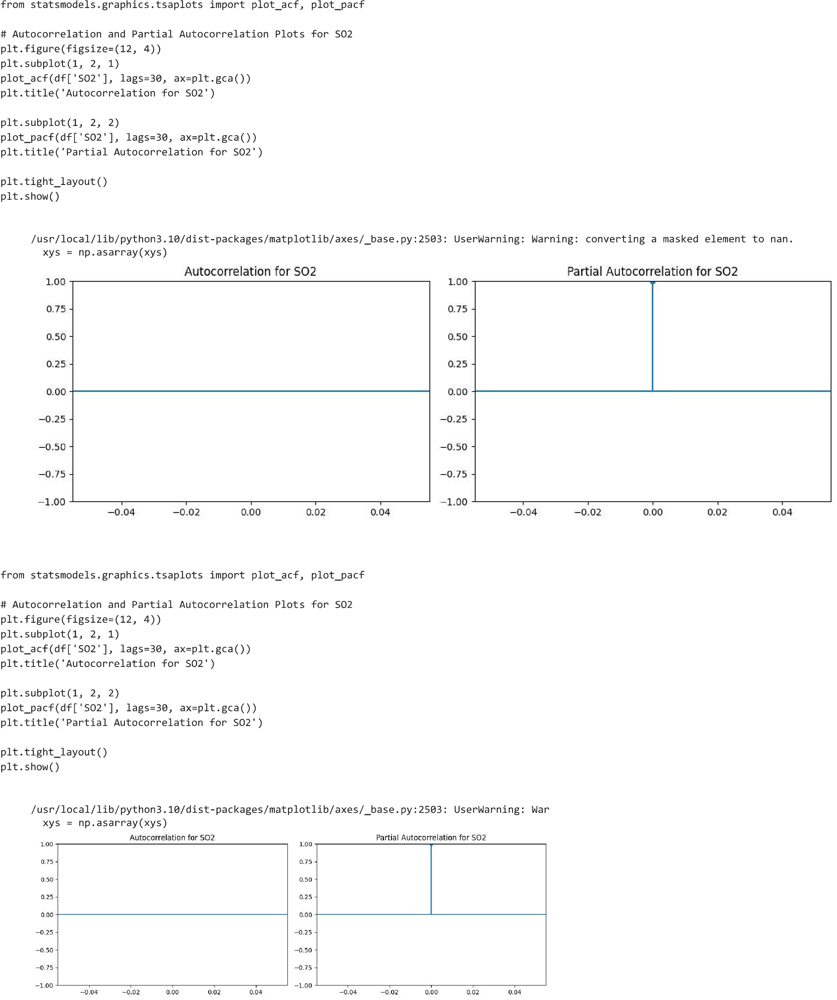 from statsmodels.graphics.tsaplots import plot_acf, plot_pacf
# Autocorrelation and Partial Autocorrelation Plots for SO2
plt.figure(figsize=(12, 4))
plt.subplot(1, 2, 1)
plot_acf(df['SO2'], lags=30, ax=plt.gca())
plt.title('Autocorrelation for SO2')
plt.subplot(1, 2, 2)
plot_pacf(df['SO2'], lags=30, ax=plt.gca())
plt.title('Partial Autocorrelation for SO2')
plt.tight_layout()
plt.show()
/usr/local/lib/python3.10/dist-packages/matplotlib/axes/_base.py:2503: UserWarning: Warning: converting a masked element to nan.
xys = np.asarray(xys)
Autocorrelation for SO2
1.00
0.75
0.50
0.25
0.00
−0.25
−0.50
−0.75
−1.00
−0.04 −0.02 0.00 0.02 0.04
Partial Autocorrelation for SO2
1.00
0.75
0.50
0.25
0.00
−0.25
−0.50
−0.75
−1.00
−0.04 −0.02 0.00 0.02 0.04
from statsmodels.graphics.tsaplots import plot_acf, plot_pacf
# Autocorrelation and Partial Autocorrelation Plots for SO2
plt.figure(figsize=(12, 4))
plt.subplot(1, 2, 1)
plot_acf(df['SO2'], lags=30, ax=plt.gca())
plt.title('Autocorrelation for SO2')
plt.subplot(1, 2, 2)
plot_pacf(df['SO2'], lags=30, ax=plt.gca())
plt.title('Partial Autocorrelation for SO2')
plt.tight_layout()
plt.show()
/usr/local/lib/python3.10/dist-packages/matplotlib/axes/_base.py:2503: UserWarning: War
xys = np.asarray(xys)
Autocorrelation for SO2
1.00
0.75
0.50
0.25
0.00
−0.25
−0.50
−0.75
−1.00
−0.04 −0.02 0.00 0.02 0.04
Partial Autocorrelation for SO2
1.00
0.75
0.50
0.25
0.00
−0.25
−0.50
−0.75
−1.00
−0.04 −0.02 0.00 0.02 0.04